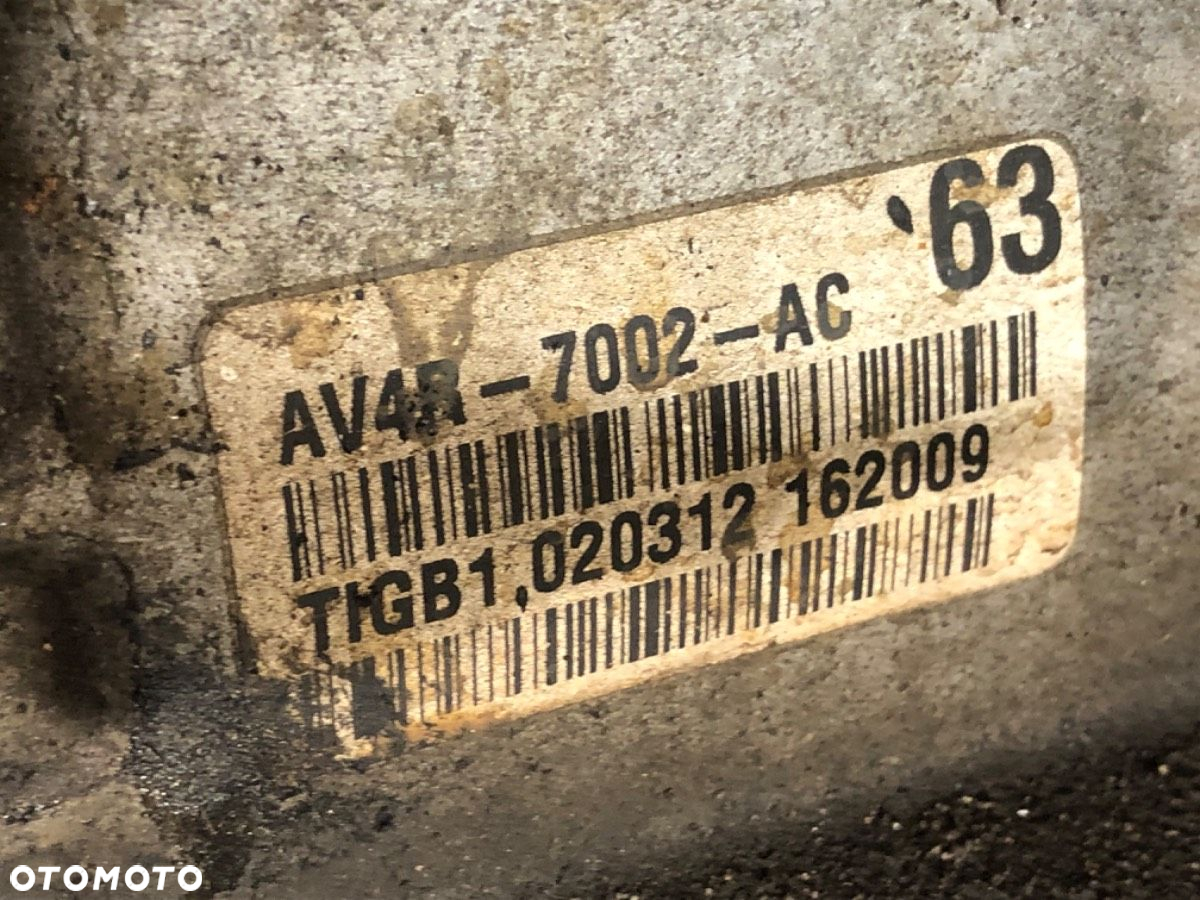 '63
AV4R-7002-AC
TIGB1,020312 162009
OTOMOTO